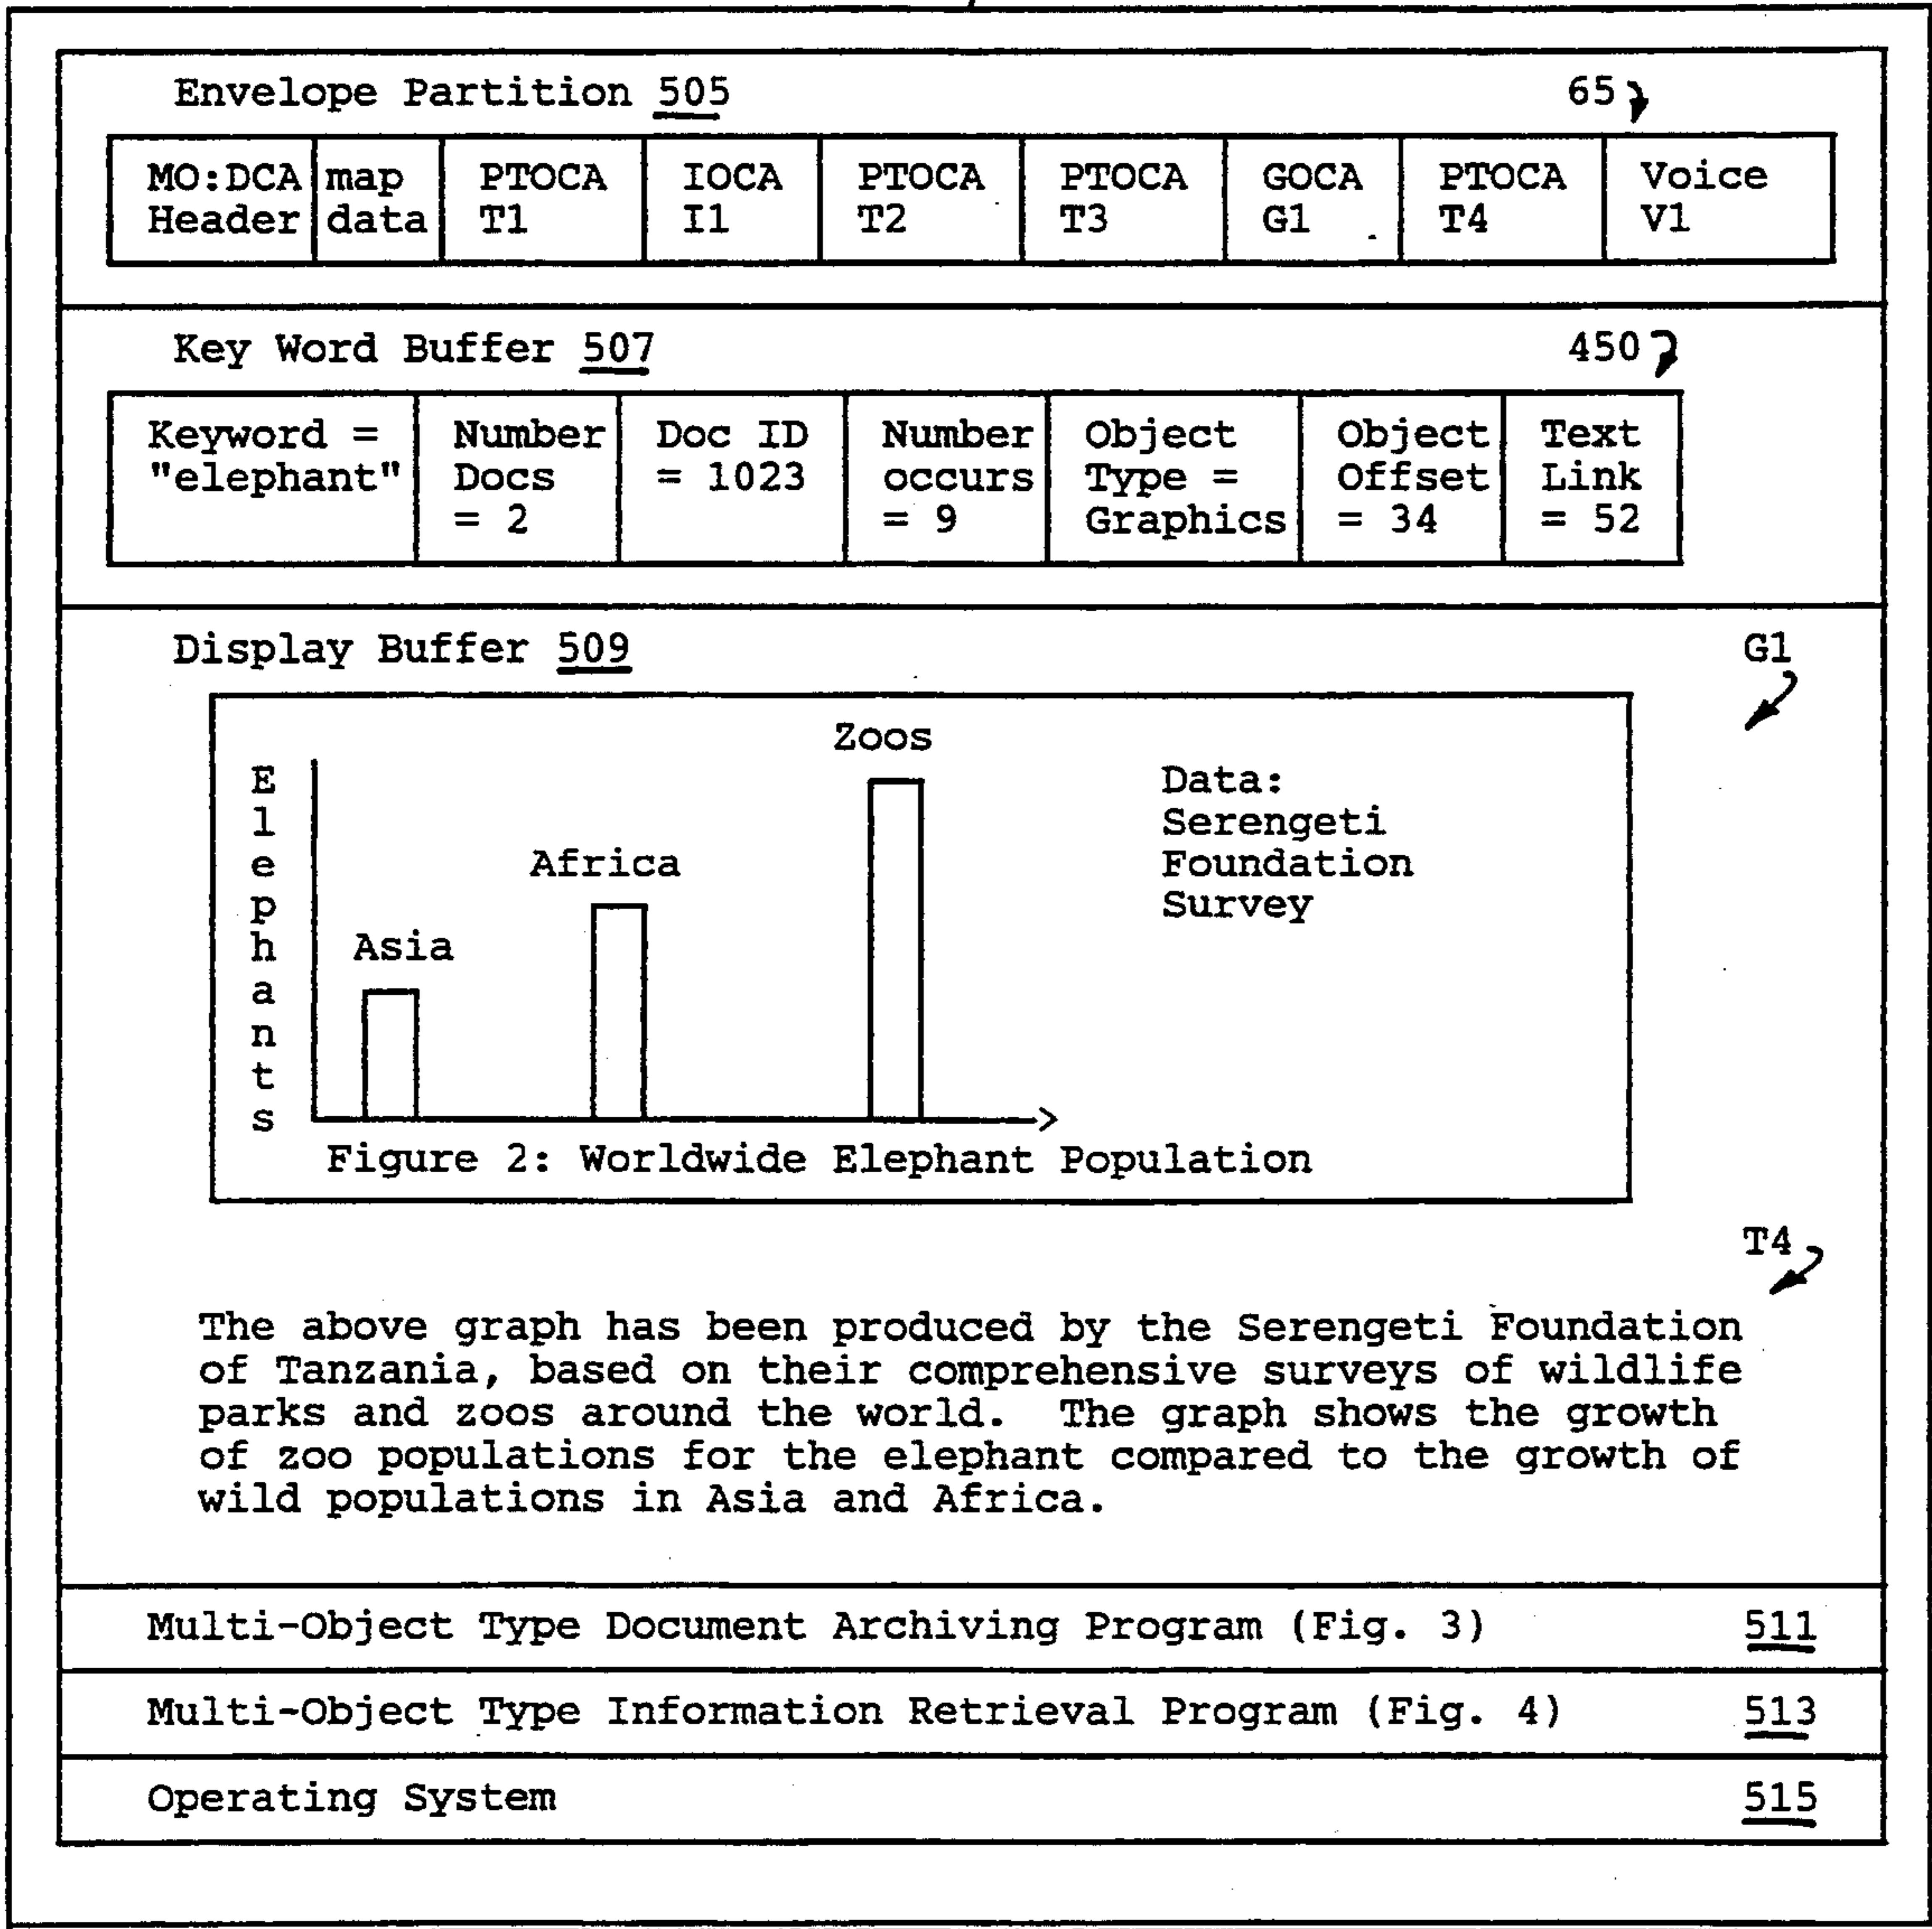 Envelope Partition 505 65
MO:DCA map PTOCA IOCA PTOCA PTOCA GOCA PTOCA Voice
Header data T1 I1 T2 T3 G1 T4 V1
Key Word Buffer 507 450
Keyword = Number Doc ID Number Object Object Text
"elephant" Docs = 1023 occurs Type = Offset Link
= 2 = 9 Graphics = 34 = 52
Display Buffer 509 G1
Zoos
Elephants
Data:
Serengeti
Africa Foundation
Survey
Asia
Figure 2: Worldwide Elephant Population
T4
The above graph has been produced by the Serengeti Foundation
of Tanzania, based on their comprehensive surveys of wildlife
parks and zoos around the world. The graph shows the growth
of zoo populations for the elephant compared to the growth of
wild populations in Asia and Africa.
Multi-Object Type Document Archiving Program (Fig. 3) 511
Multi-Object Type Information Retrieval Program (Fig. 4) 513
Operating System 515